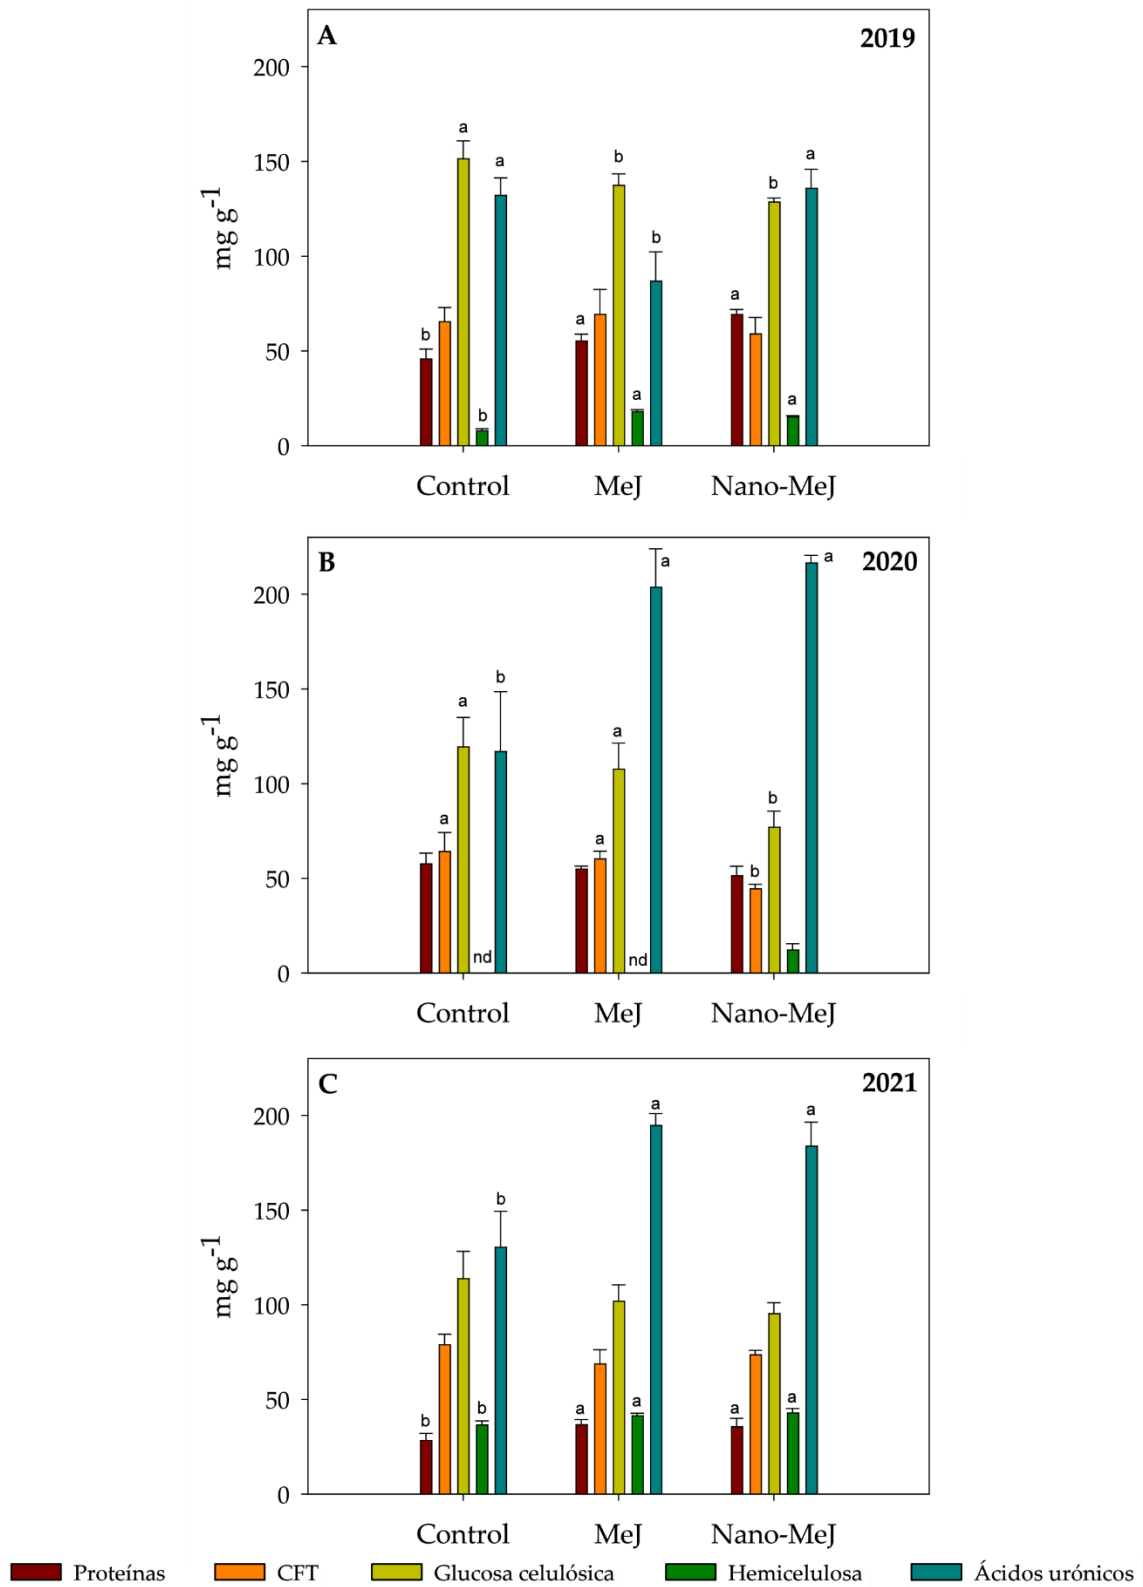 A 2019
200
150
100
50
0
mg g-1
a a
b b
b a b a
a b
a a
b a
Control MeJ Nano-MeJ
B 2020
200
150
100
50
0
mg g-1
a a
b
a a
b
a a b
nd nd
Control MeJ Nano-MeJ
C 2021
200
150
100
50
0
mg g-1
a a
b
b b a a a a
Control MeJ Nano-MeJ
Proteínas CFT Glucosa celulósica Hemicelulosa Ácidos urónicos